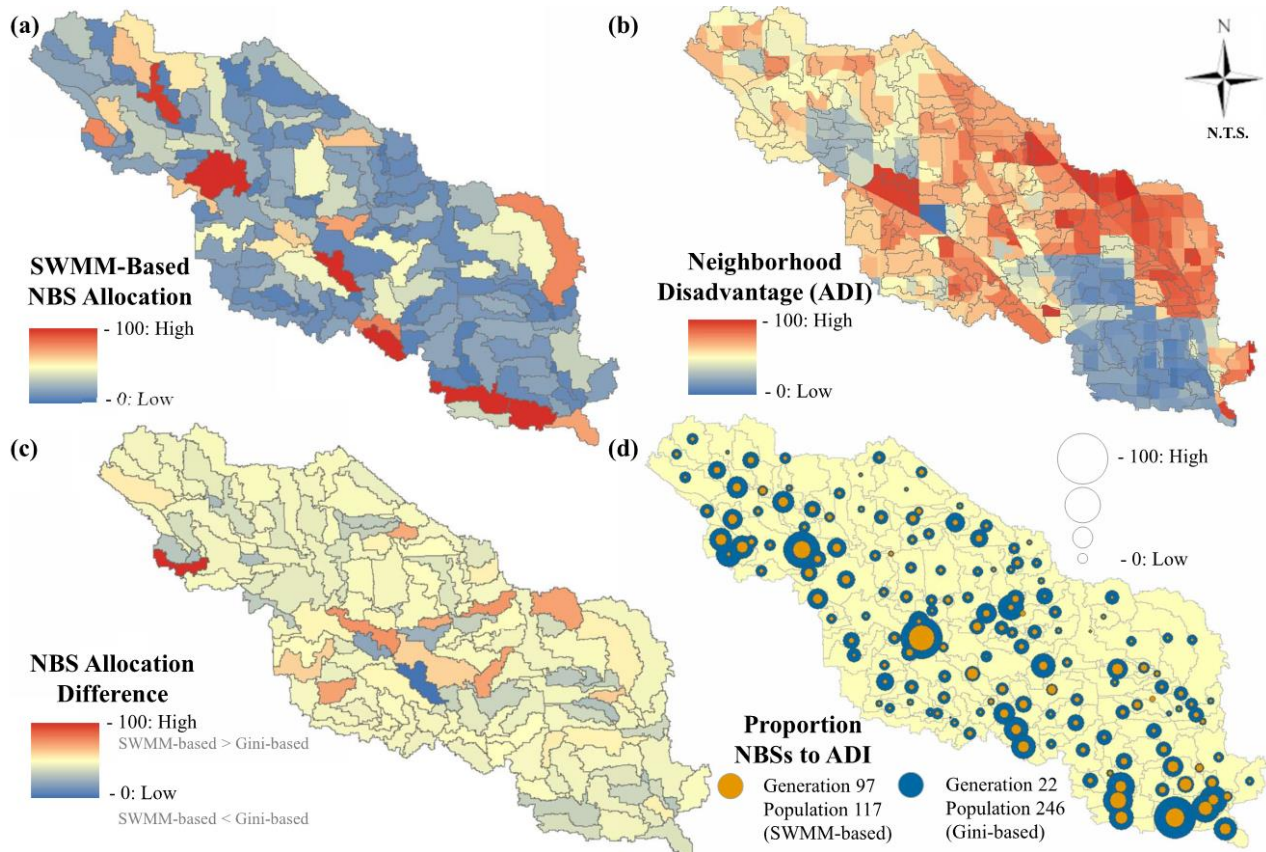 (a)
SWMM-Based
NBS Allocation
- 100: High
- 0: Low
(b)
N
N.T.S.
Neighborhood
Disadvantage (ADI)
- 100: High
- 0: Low
(c)
NBS Allocation
Difference
- 100: High
SWMM-based > Gini-based
- 0: Low
SWMM-based < Gini-based
(d)
- 100: High
- 0: Low
Proportion
NBSs to ADI
Generation 97
Population 117
(SWMM-based)
Generation 22
Population 246
(Gini-based)